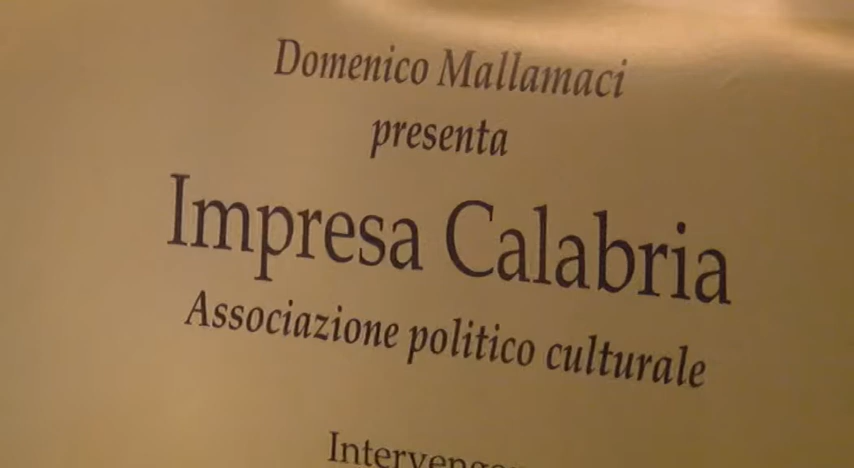 Domenico Mallamaci
presenta
Impresa Calabria
Associazione politico culturale